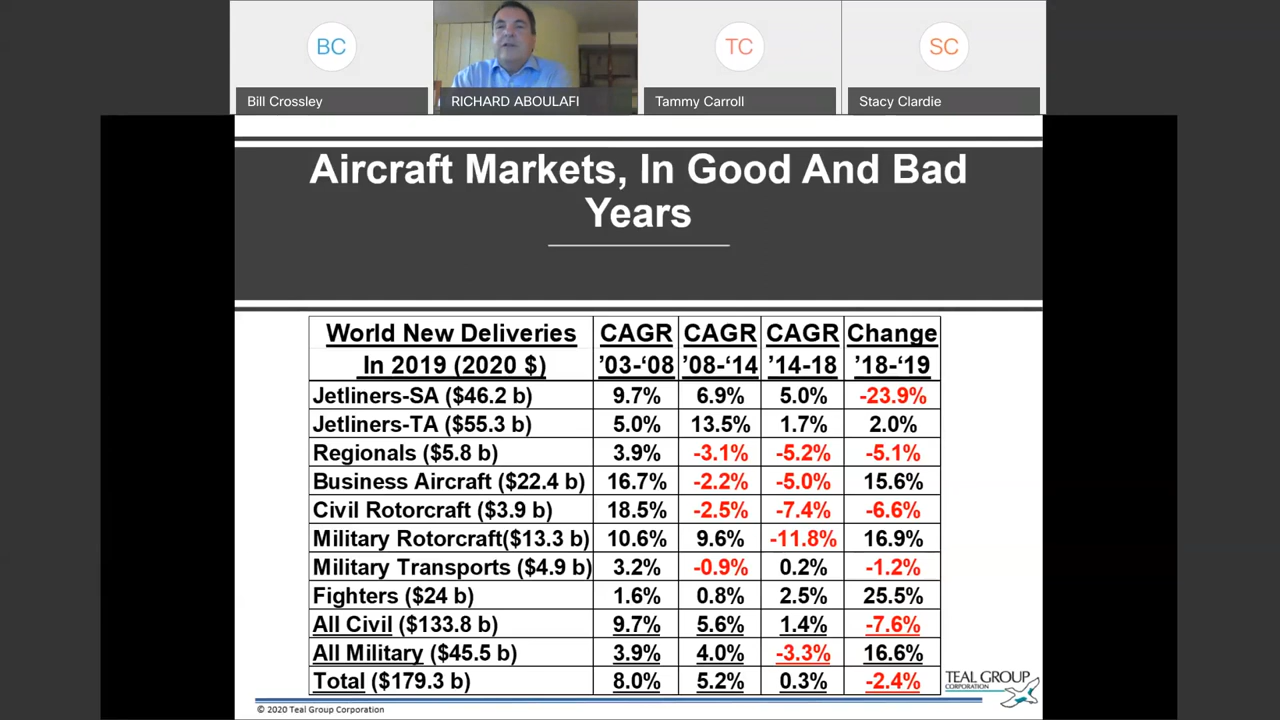 BC
TC
SC
Bill Crossley
RICHARD ABOULAFI
Tammy Carroll
Stacy Clardie
Aircraft Markets, In Good And Bad
Years
World New Deliveries CAGR CAGR CAGR Change
In 2019 (2020 $) ’03-‘08 ’08-‘14 ’14-18 ’18-‘19
Jetliners-SA ($46.2 b) 9.7% 6.9% 5.0% -23.9%
Jetliners-TA ($55.3 b) 5.0% 13.5% 1.7% 2.0%
Regionals ($5.8 b) 3.9% -3.1% -5.2% -5.1%
Business Aircraft ($22.4 b) 16.7% -2.2% -5.0% 15.6%
Civil Rotorcraft ($3.9 b) 18.5% -2.5% -7.4% -6.6%
Military Rotorcraft($13.3 b) 10.6% 9.6% -11.8% 16.9%
Military Transports ($4.9 b) 3.2% -0.9% 0.2% -1.2%
Fighters ($24 b) 1.6% 0.8% 2.5% 25.5%
All Civil ($133.8 b) 9.7% 5.6% 1.4% -7.6%
All Military ($45.5 b) 3.9% 4.0% -3.3% 16.6%
Total ($179.3 b) 8.0% 5.2% 0.3% -2.4%
TEAL GROUP
CORPORATION
© 2020 Teal Group Corporation